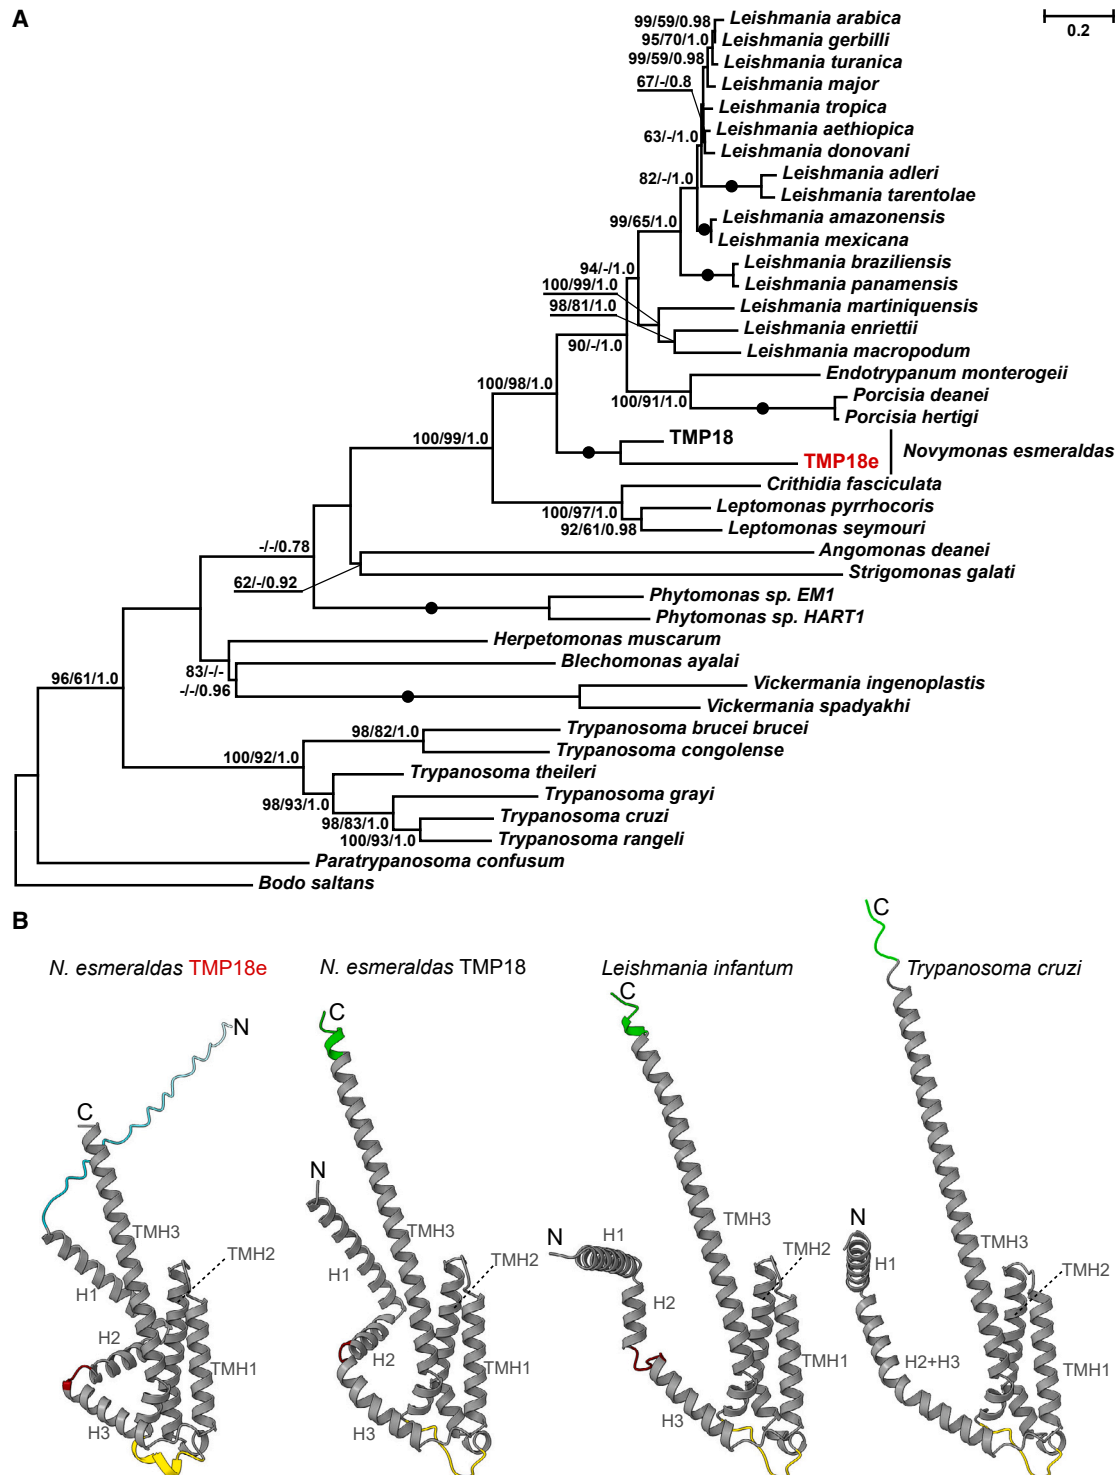 A
0.2
99/59/0.98
Leishmania arabica
95/70/1.0
Leishmania gerbilli
99/59/0.98
Leishmania turanica
67/-/0.8
Leishmania major
Leishmania tropica
63/-/1.0
Leishmania aethiopica
Leishmania donovani
82/-/1.0
Leishmania adleri
Leishmania tarentolae
99/65/1.0
Leishmania amazonensis
Leishmania mexicana
94/-/1.0
Leishmania braziliensis
100/99/1.0
Leishmania panamensis
98/81/1.0
Leishmania martiniquensis
Leishmania enriettii
90/-/1.0
Leishmania macropodum
Endotrypanum monterogeii
100/98/1.0
100/91/1.0
Porcisia deanei
Porcisia hertigi
100/99/1.0
TMP18
Novymonas esmeraldas
TMP18e
Crithidia fasciculata
100/97/1.0
Leptomonas pyrrhocoris
92/61/0.98
Leptomonas seymouri
-/-/0.78
Angomonas deanei
62/-/0.92
Strigomonas galati
Phytomonas sp. EM1
Phytomonas sp. HART1
Herpetomonas muscarum
83/-/-
Blechomonas ayalai
96/61/1.0
-/-/0.96
Vickermania ingenoplastis
Vickermania spadyakhi
98/82/1.0
Trypanosoma brucei brucei
100/92/1.0
Trypanosoma congolense
Trypanosoma theileri
98/93/1.0
Trypanosoma grayi
98/83/1.0
Trypanosoma cruzi
100/93/1.0
Trypanosoma rangeli
Paratrypanosoma confusum
Bodo saltans
B
N. esmeraldas TMP18e
N
C
TMH3
TMH2
H1
H2
TMH1
H3
N. esmeraldas TMP18
C
N
TMH3
TMH2
H1
H2
TMH1
H3
Leishmania infantum
C
N
H1
TMH3
TMH2
H2
TMH1
H3
Trypanosoma cruzi
C
N
TMH3
H1
TMH2
H2+H3
TMH1